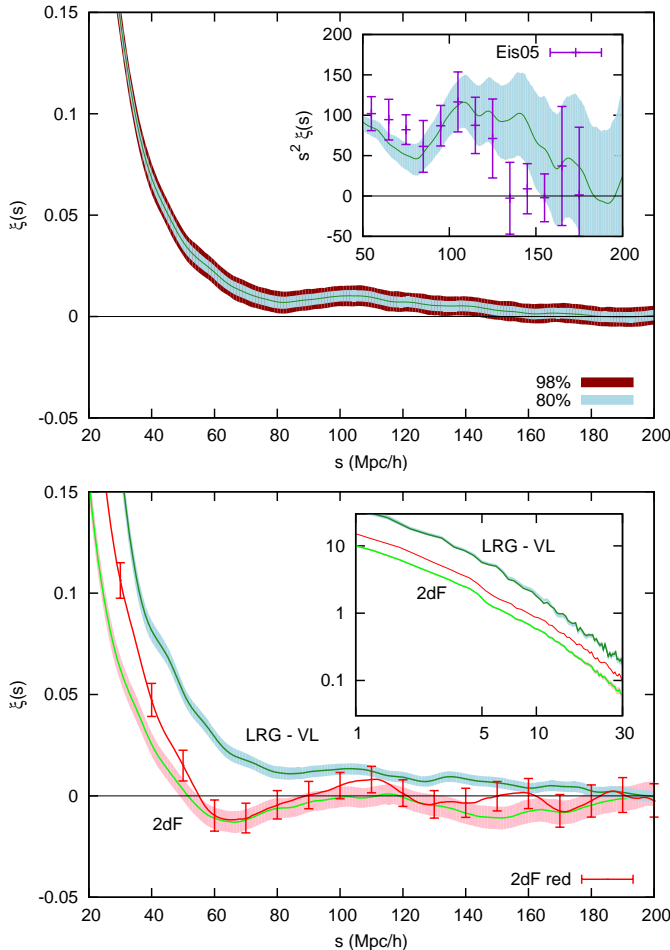 0.15
0.1
0.05
0
-0.05
ξ(s)
20 40 60 80 100 120 140 160 180 200
s (Mpc/h)
98%
80%
Eis05
200
150
100
50
0
-50
s² ξ(s)
50 100 150 200
0.15
0.1
0.05
0
-0.05
ξ(s)
20 40 60 80 100 120 140 160 180 200
s (Mpc/h)
LRG - VL
2dF
2dF red
10
1
0.1
1 5 10 30
LRG - VL
2dF